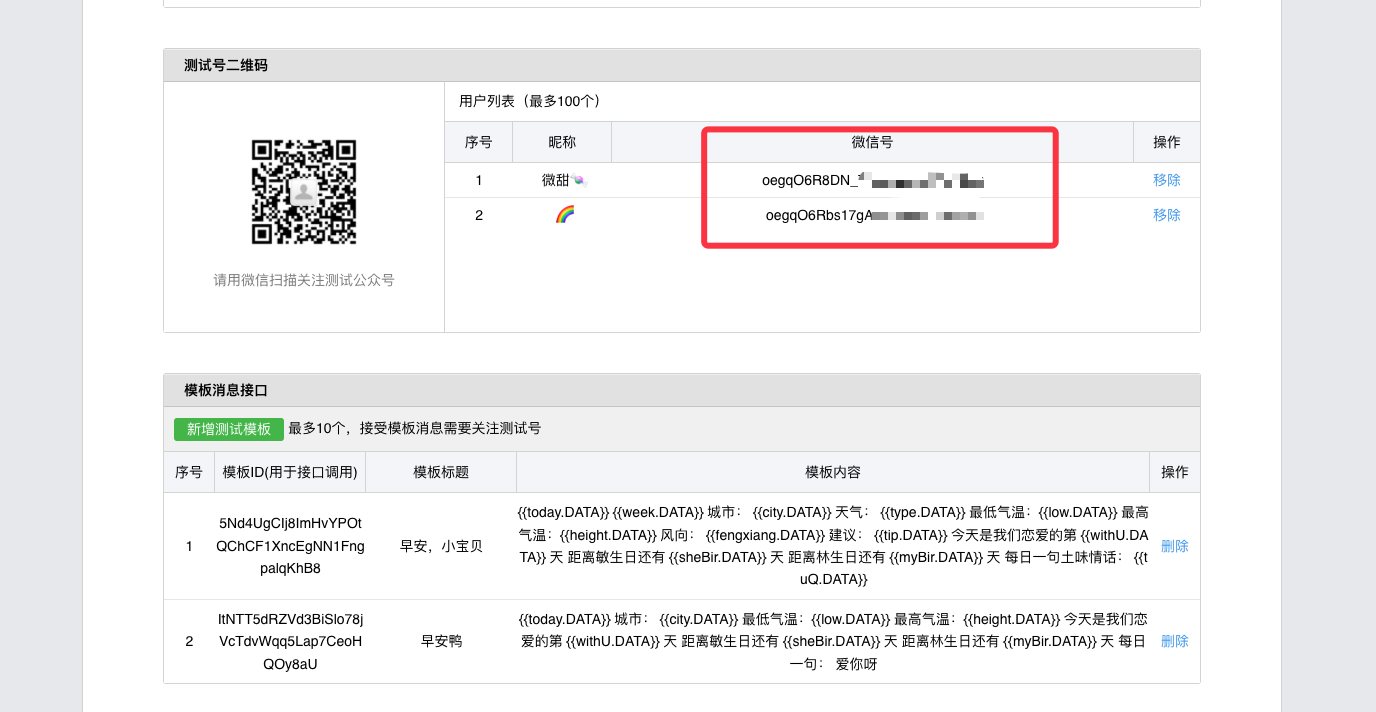 测试号二维码
用户列表（最多100个）
序号 昵称 微信号 操作
1 微甜🍬 oegqO6R8DN_ 移除
2 🌈 oegqO6Rbs17gA 移除
请用微信扫描关注测试公众号
模板消息接口
新增测试模板 最多10个，接受模板消息需要关注测试号
序号 模板ID(用于接口调用) 模板标题 模板内容 操作
1
5Nd4UgCIj8ImHvYPOt
QChCF1XncEgNN1Fng
palqKhB8
早安，小宝贝
{{today.DATA}} {{week.DATA}} 城市： {{city.DATA}} 天气： {{type.DATA}} 最低气温：{{low.DATA}} 最高
气温：{{height.DATA}} 风向： {{fengxiang.DATA}} 建议： {{tip.DATA}} 今天是我们恋爱的第 {{withU.DA
TA}} 天 距离敏生日还有 {{sheBir.DATA}} 天 距离林生日还有 {{myBir.DATA}} 天 每日一句土味情话： {{t
uQ.DATA}}
删除
2
ItNTT5dRZVd3BiSlo78j
VcTdvWqq5Lap7CeoH
QOy8aU
早安鸭
{{today.DATA}} 城市： {{city.DATA}} 最低气温：{{low.DATA}} 最高气温：{{height.DATA}} 今天是我们恋
爱的第 {{withU.DATA}} 天 距离敏生日还有 {{sheBir.DATA}} 天 距离林生日还有 {{myBir.DATA}} 天 每日
一句： 爱你呀
删除